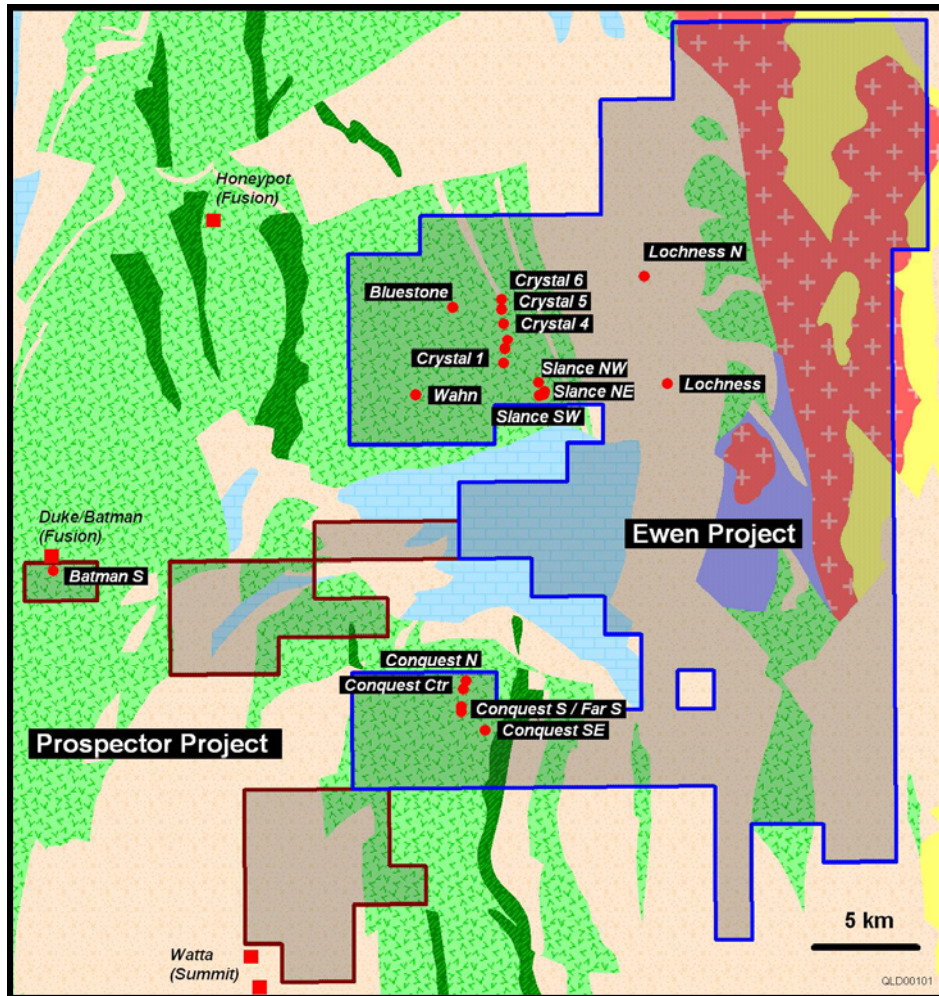 Honeypot
(Fusion)
Lochness N
Crystal 6
Bluestone
Crystal 5
Crystal 4
Crystal 1
Slance NW
Lochness
Wahn
Slance NE
Slance SW
Duke/Batman
(Fusion)
Ewen Project
Batman S
Conquest N
Conquest Ctr
Conquest S / Far S
Conquest SE
Prospector Project
5 km
Watta
(Summit)
QLD00101